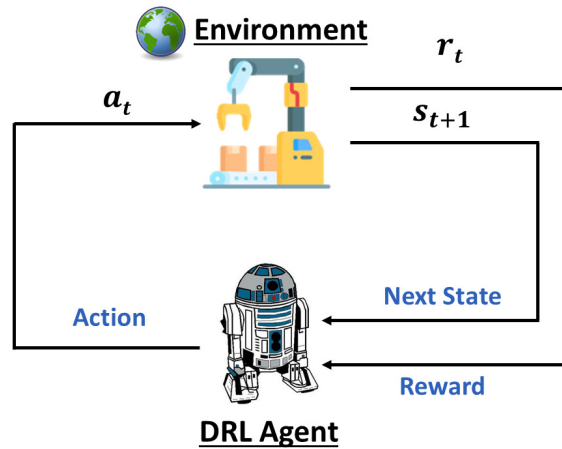 Environment
r_t
a_t
s_{t+1}
Next State
Action
Reward
DRL Agent